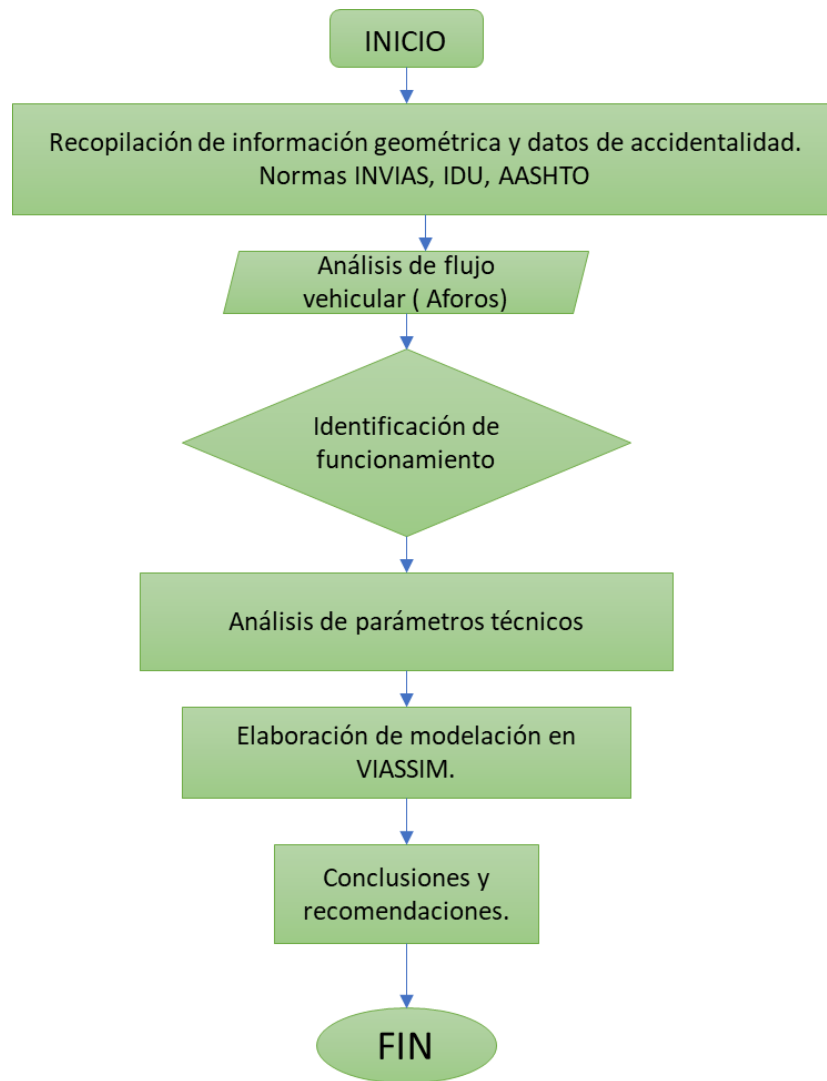 INICIO
Recopilación de información geométrica y datos de accidentalidad.
Normas INVIAS, IDU, AASHTO
Análisis de flujo
vehicular ( Aforos)
Identificación de
funcionamiento
Análisis de parámetros técnicos
Elaboración de modelación en
VIASSIM.
Conclusiones y
recomendaciones.
FIN